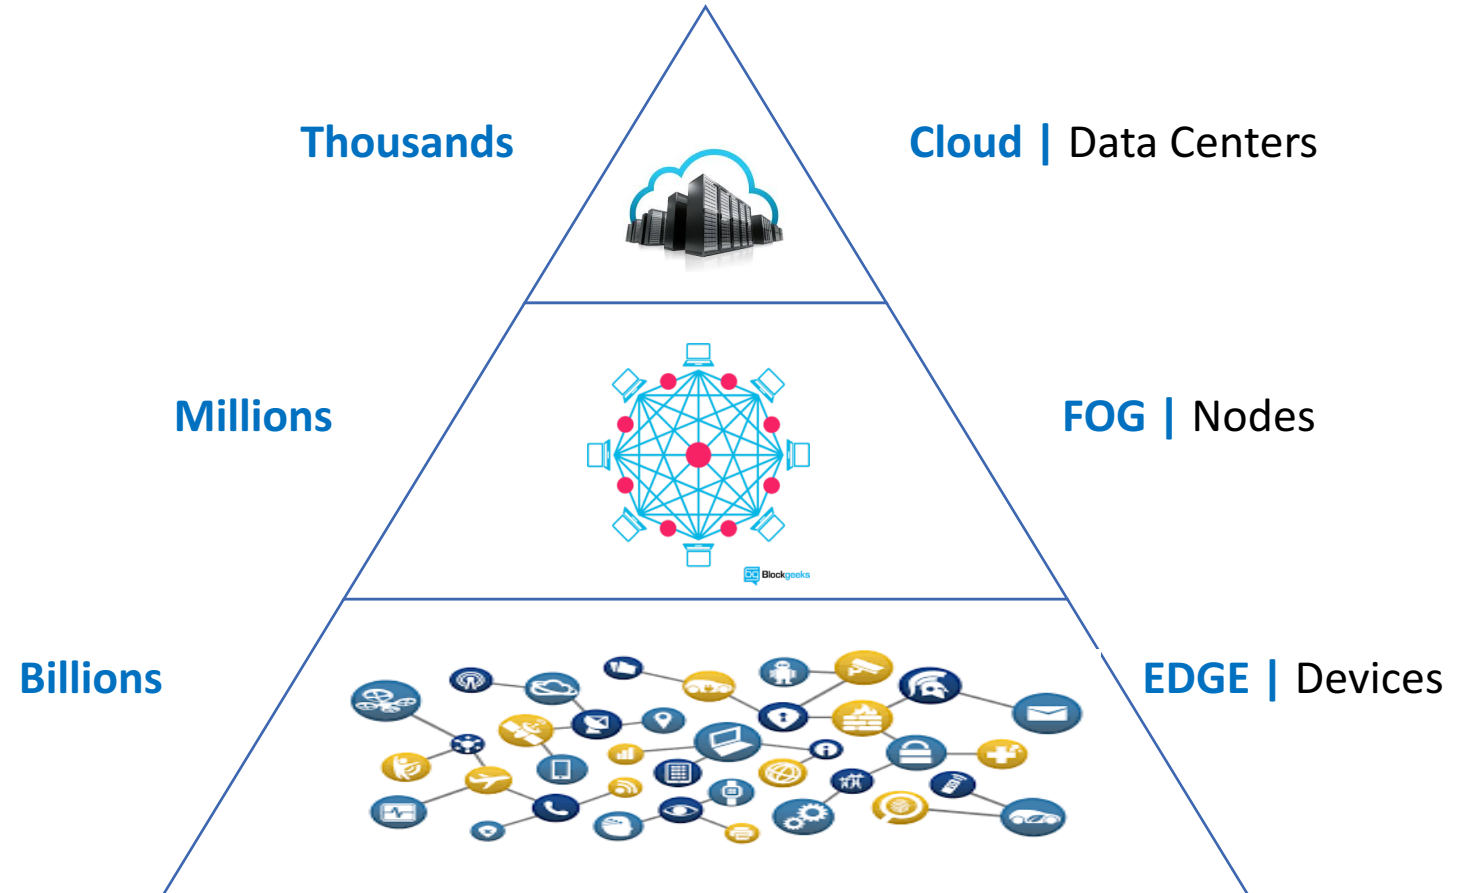 Thousands
Cloud | Data Centers
Millions
FOG | Nodes
Blockgeeks
Billions
EDGE | Devices